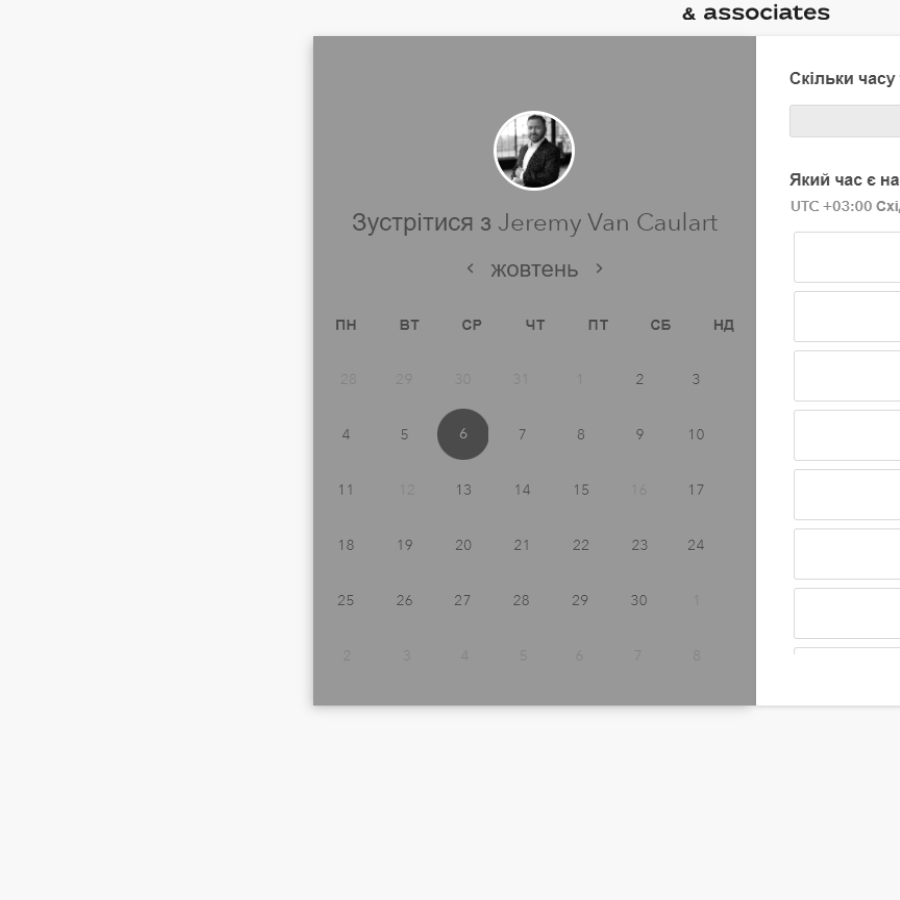 & associates
Скільки часу
Зустрітися з Jeremy Van Caulart
Який час є на
UTC +03:00 Схі
‹ жовтень ›
ПН ВТ СР ЧТ ПТ СБ НД
28 29 30 31 1 2 3
4 5 6 7 8 9 10
11 12 13 14 15 16 17
18 19 20 21 22 23 24
25 26 27 28 29 30 1
2 3 4 5 6 7 8